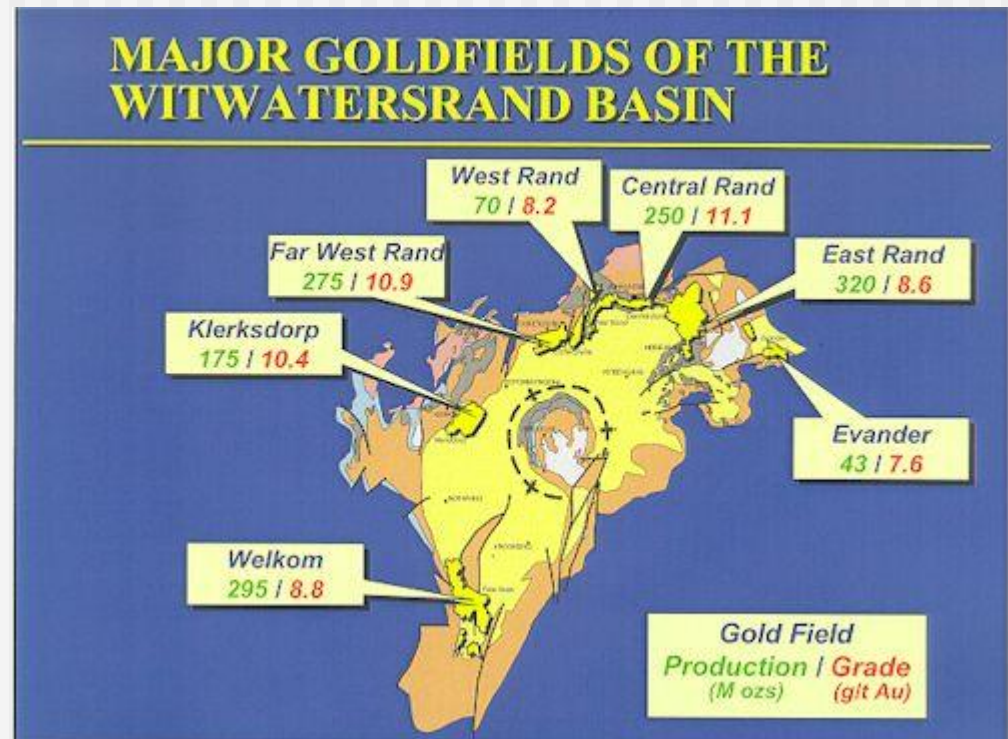 MAJOR GOLDFIELDS OF THE
WITWATERSRAND BASIN
West Rand
70 / 8.2
Central Rand
250 / 11.1
Far West Rand
275 / 10.9
East Rand
320 / 8.6
Klerksdorp
175 / 10.4
Evander
43 / 7.6
Welkom
295 / 8.8
Gold Field
Production / Grade
(M ozs) (g/t Au)